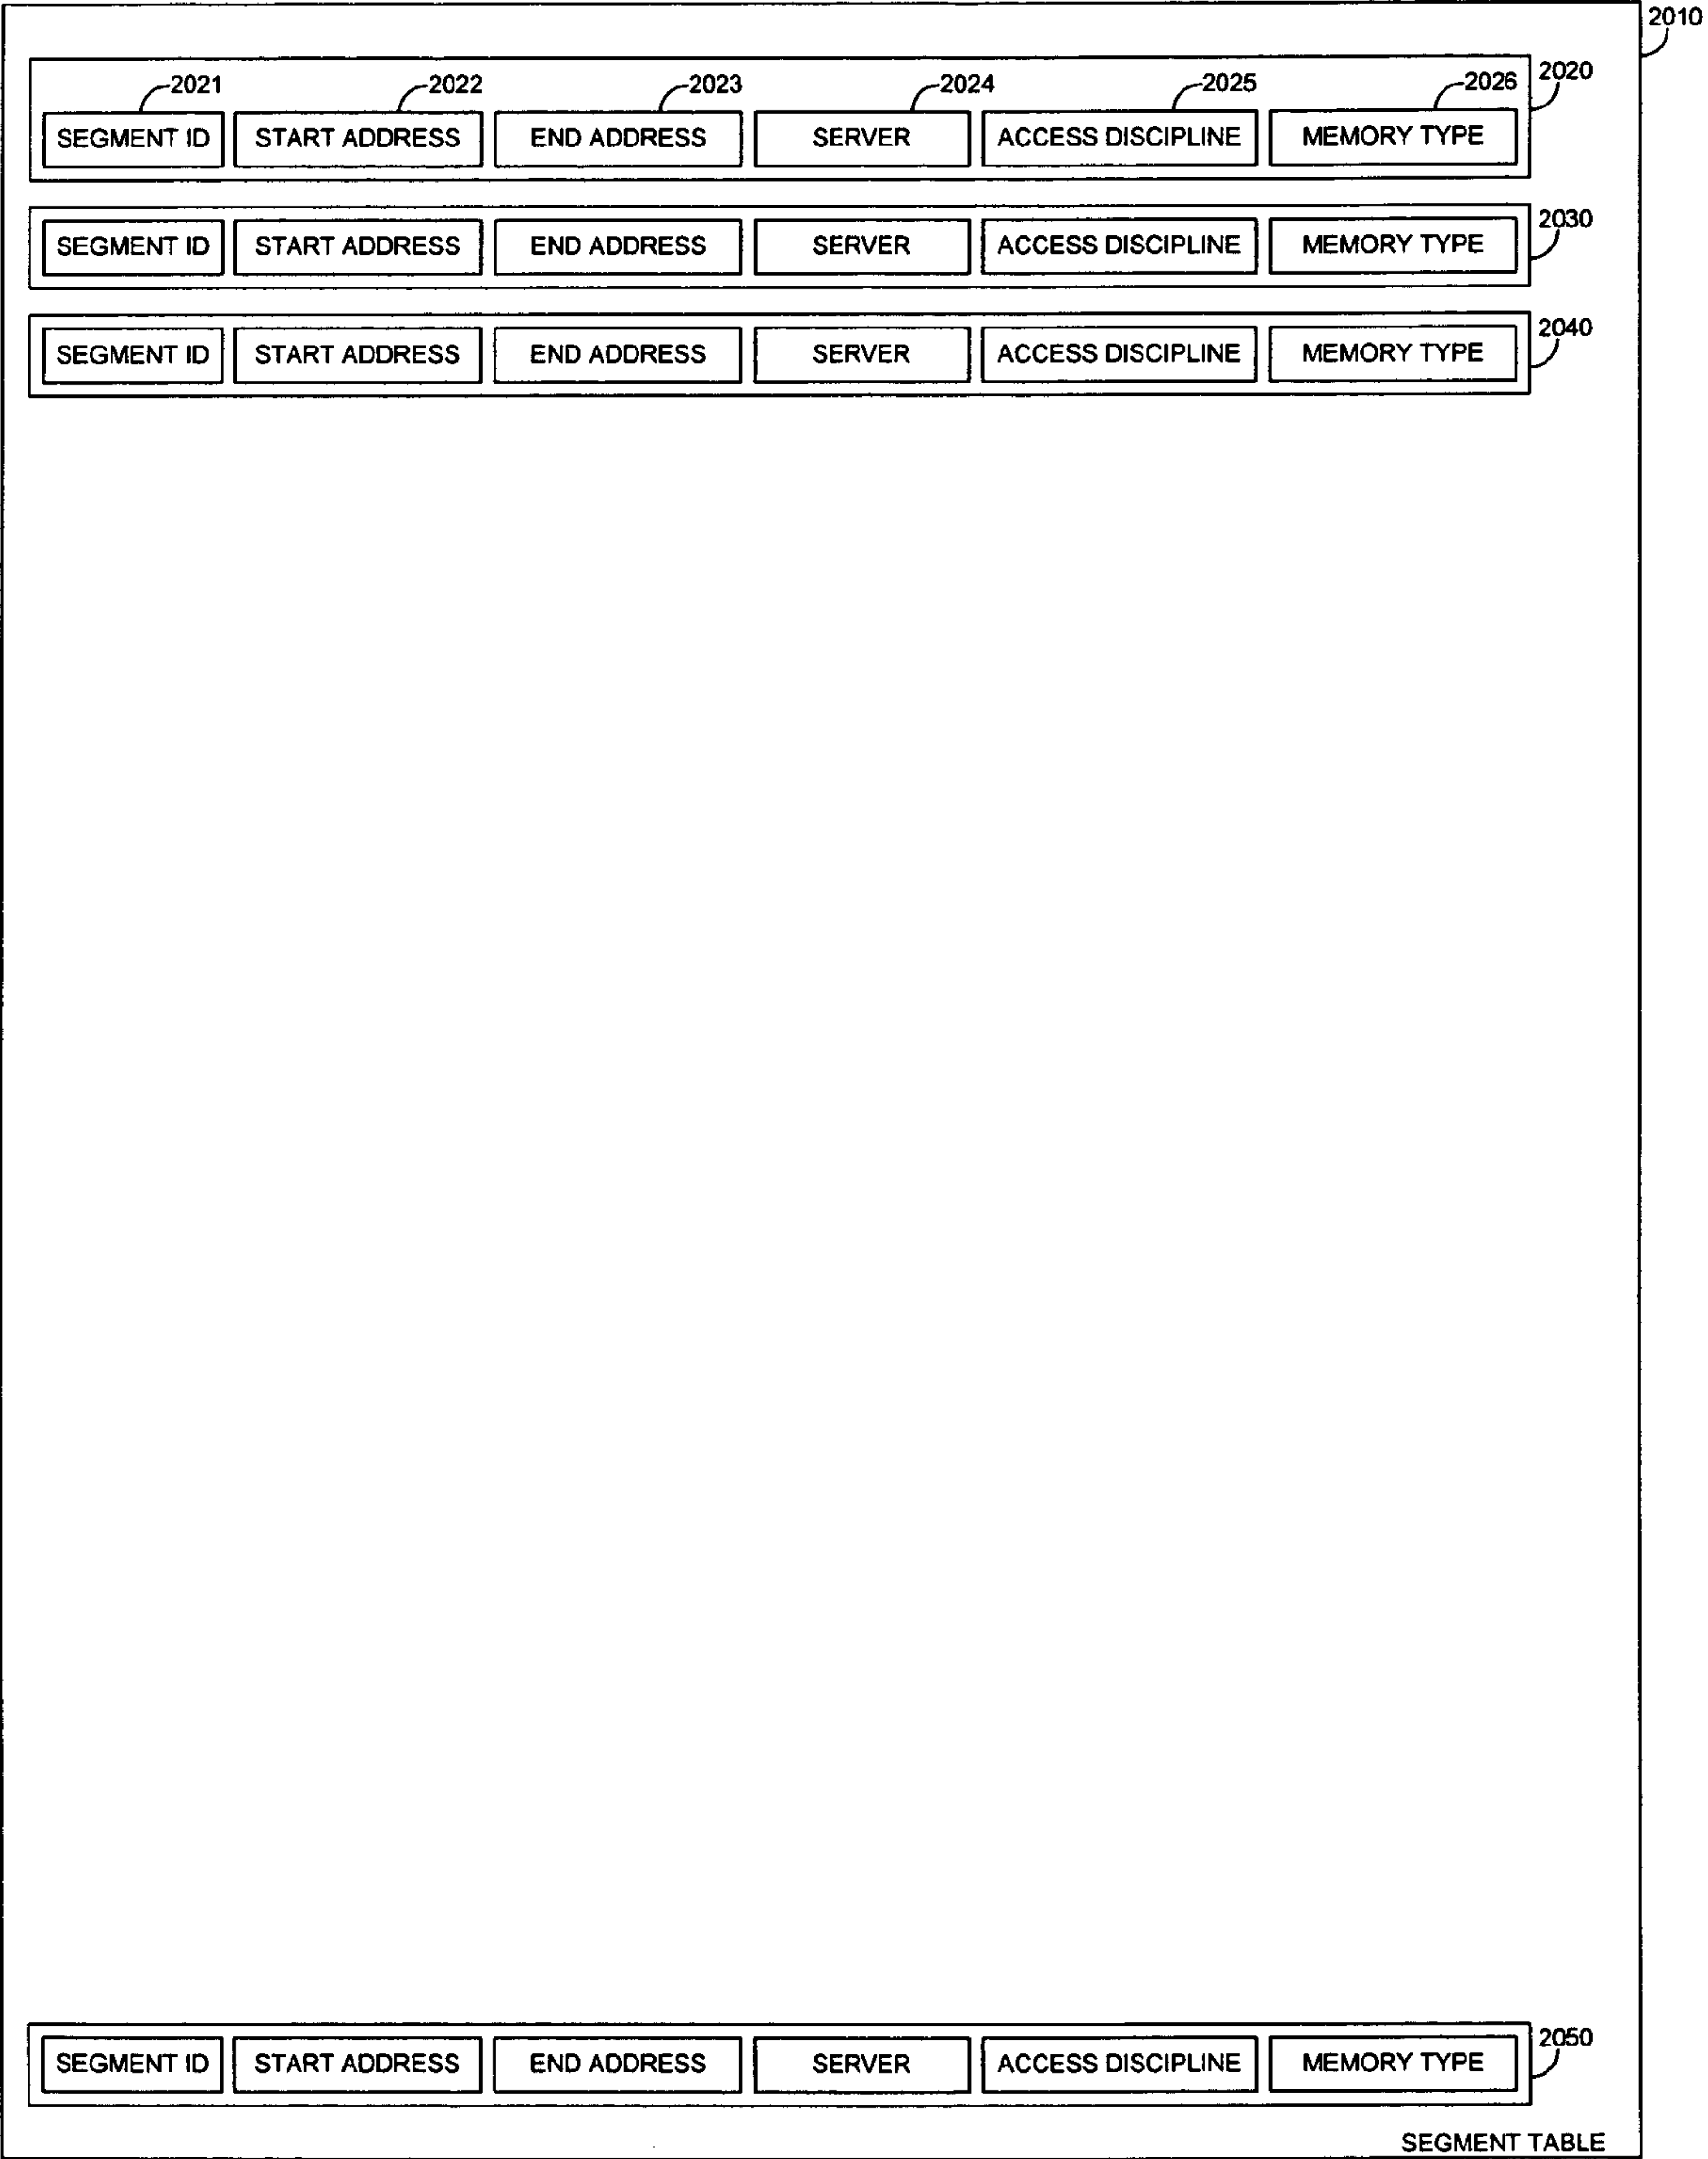 2010
2020
2021 2022 2023 2024 2025 2026
SEGMENT ID START ADDRESS END ADDRESS SERVER ACCESS DISCIPLINE MEMORY TYPE
2030
SEGMENT ID START ADDRESS END ADDRESS SERVER ACCESS DISCIPLINE MEMORY TYPE
2040
SEGMENT ID START ADDRESS END ADDRESS SERVER ACCESS DISCIPLINE MEMORY TYPE
2050
SEGMENT ID START ADDRESS END ADDRESS SERVER ACCESS DISCIPLINE MEMORY TYPE
SEGMENT TABLE